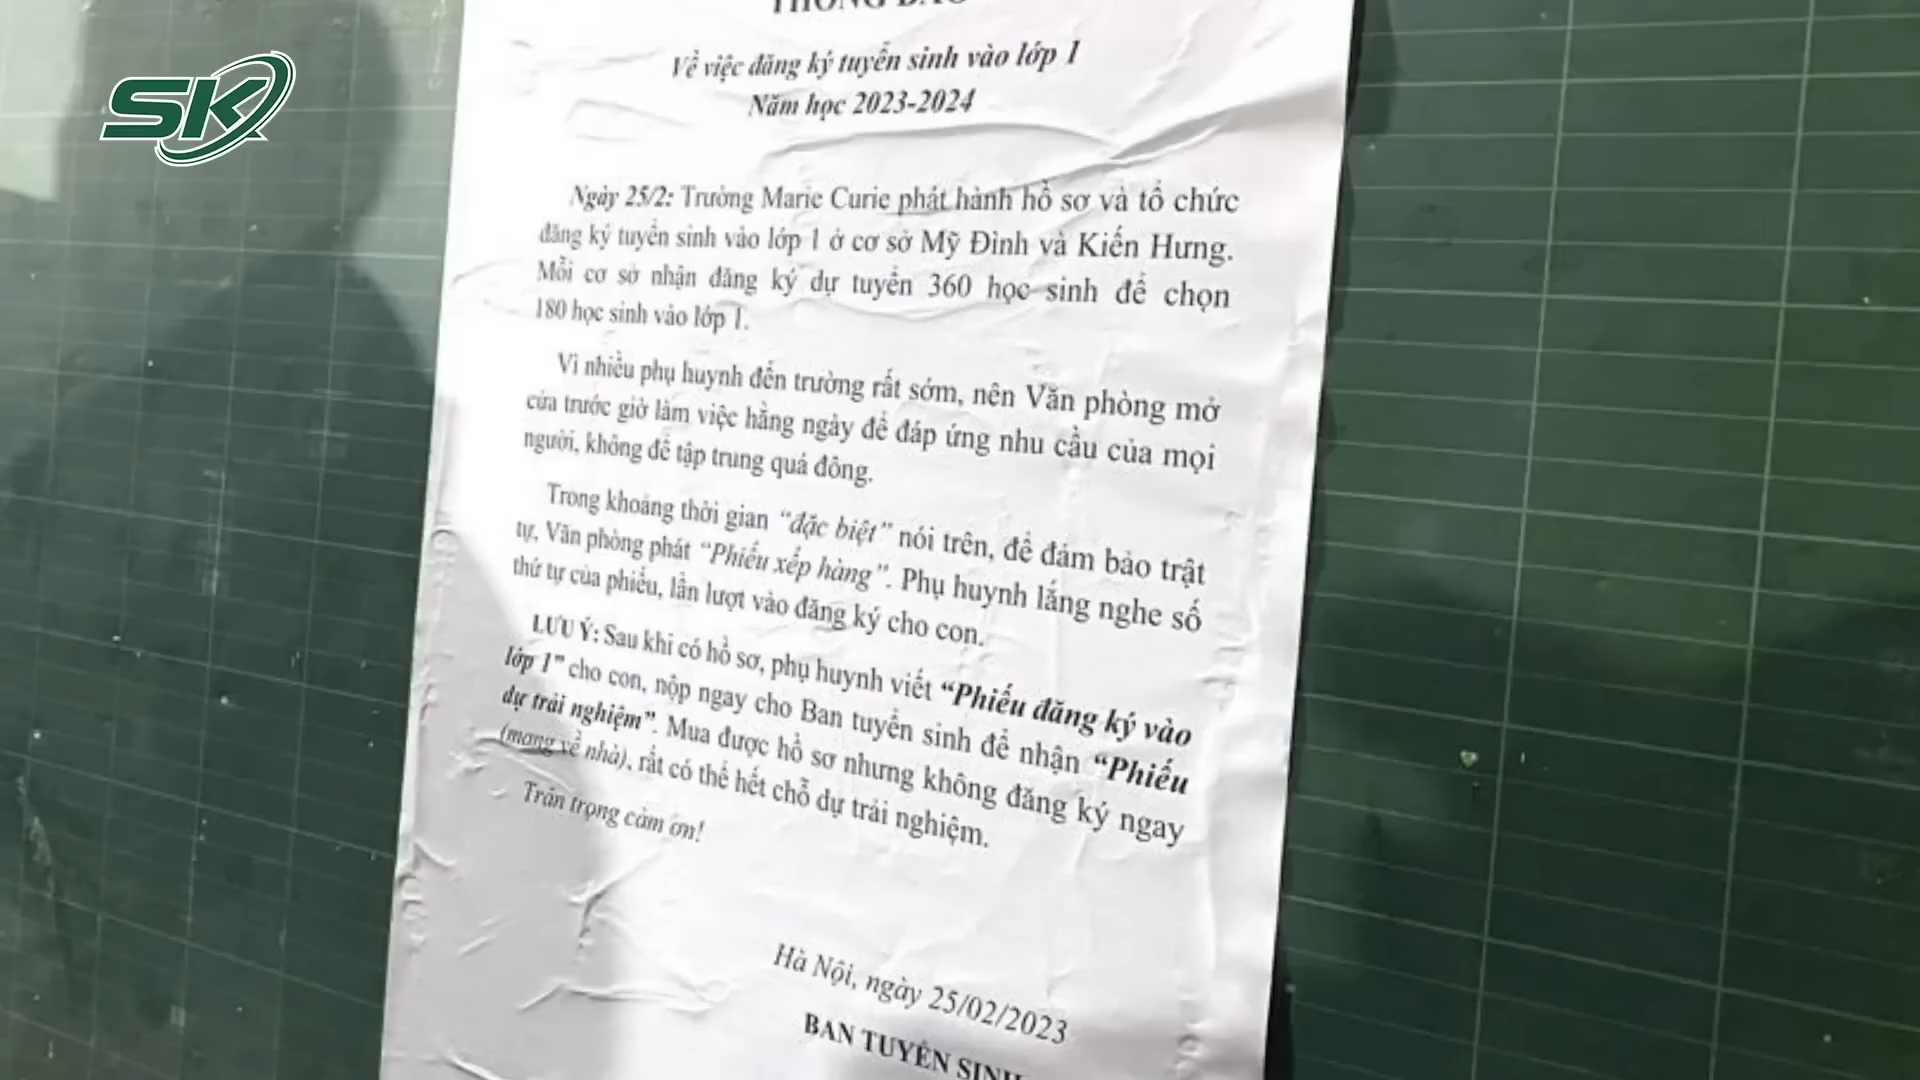 SK
THÔNG BÁO
Về việc đăng ký tuyển sinh vào lớp 1
Năm học 2023-2024
Ngày 25/2: Trường Marie Curie phát hành hồ sơ và tổ chức
đăng ký tuyển sinh vào lớp 1 ở cơ sở Mỹ Đình và Kiến Hưng.
Mỗi cơ sở nhận đăng ký dự tuyển 360 học sinh để chọn
180 học sinh vào lớp 1.
Vì nhiều phụ huynh đến trường rất sớm, nên Văn phòng mở
cửa trước giờ làm việc hằng ngày để đáp ứng nhu cầu của mọi
người, không để tập trung quá đông.
Trong khoảng thời gian “đặc biệt” nói trên, để đảm bảo trật
tự, Văn phòng phát “Phiếu xếp hàng”. Phụ huynh lắng nghe số
thứ tự của phiếu, lần lượt vào đăng ký cho con.
LƯU Ý: Sau khi có hồ sơ, phụ huynh viết “Phiếu đăng ký vào
lớp 1” cho con, nộp ngay cho Ban tuyển sinh để nhận “Phiếu
dự trải nghiệm”. Mua được hồ sơ nhưng không đăng ký ngay
(mang về nhà), rất có thể hết chỗ dự trải nghiệm.
Trân trọng cảm ơn!
Hà Nội, ngày 25/02/2023
BAN TUYỂN SINH